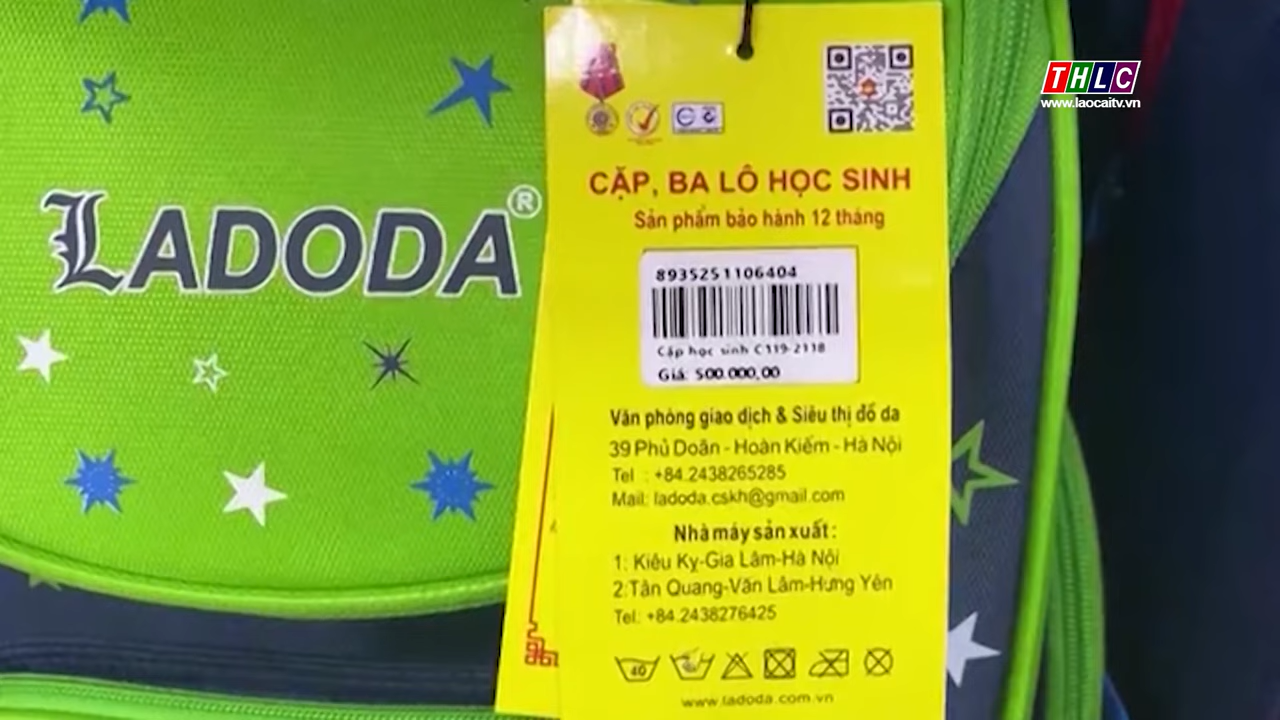 THLC
www.laocaitv.vn
LADODA®
CẶP, BA LÔ HỌC SINH
Sản phẩm bảo hành 12 tháng
8935251106404
Cặp học sinh C119-2118
Giá: 500.000,00
Văn phòng giao dịch & Siêu thị đồ da
39 Phủ Doãn - Hoàn Kiếm - Hà Nội
Tel : +84.2438265285
Mail: ladoda.cskh@gmail.com
Nhà máy sản xuất :
1: Kiêu Kỵ-Gia Lâm-Hà Nội
2:Tân Quang-Văn Lâm-Hưng Yên
Tel: +84.2438276425
40
www.ladoda.com.vn